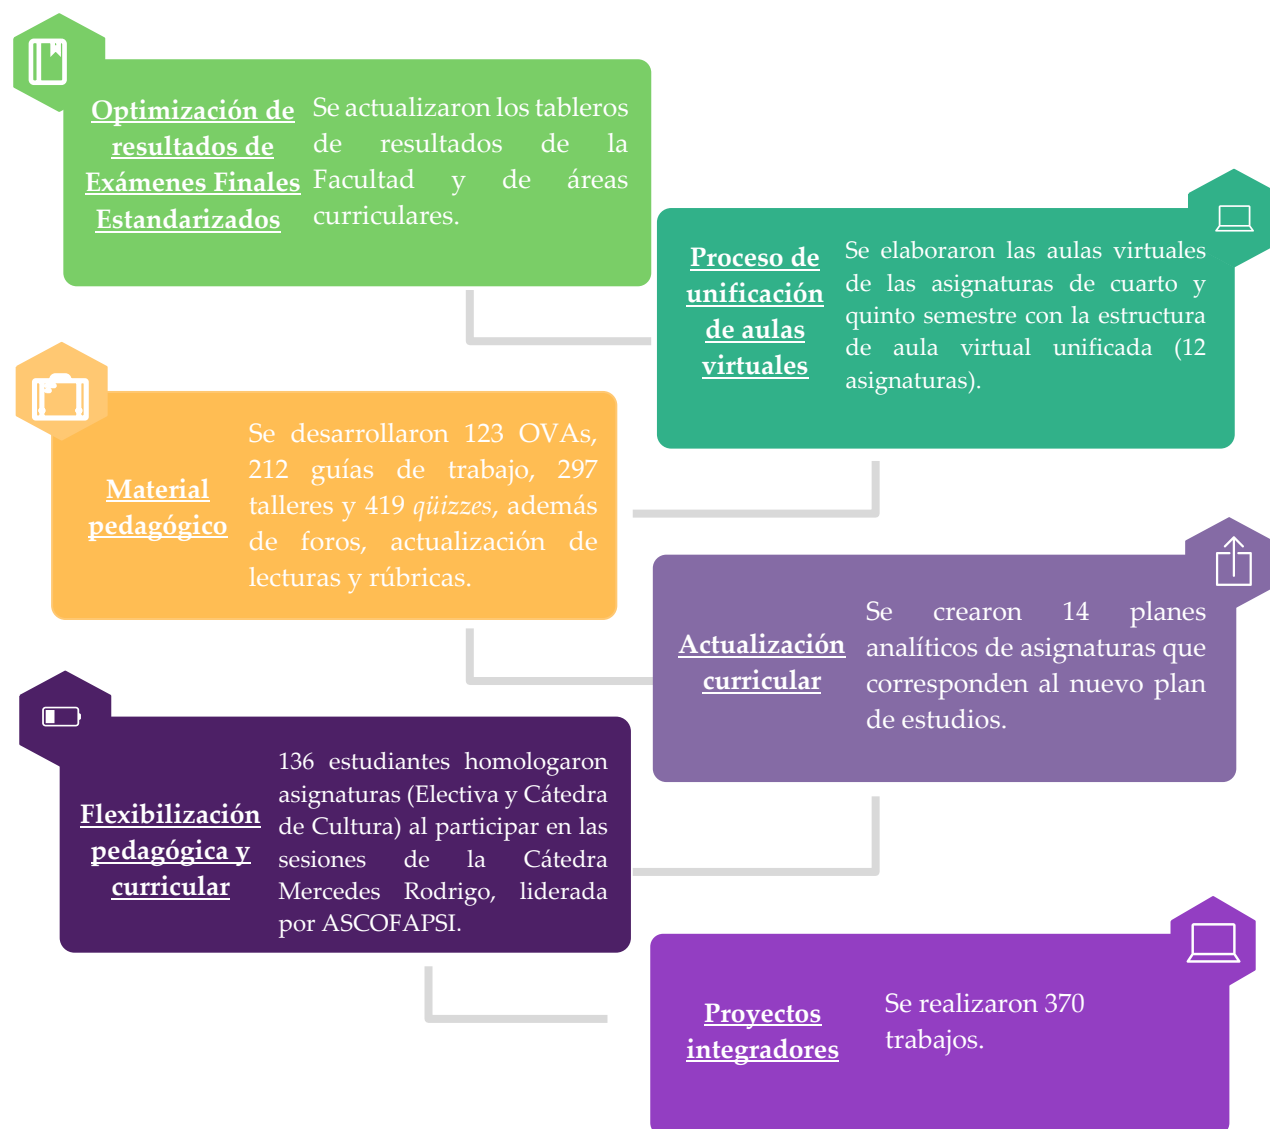 Optimización de
resultados de
Exámenes Finales
Estandarizados
Se actualizaron los tableros
de resultados de la
Facultad y de áreas
curriculares.
Proceso de
unificación
de aulas
virtuales
Se elaboraron las aulas virtuales
de las asignaturas de cuarto y
quinto semestre con la estructura
de aula virtual unificada (12
asignaturas).
Material
pedagógico
Se desarrollaron 123 OVAs,
212 guías de trabajo, 297
talleres y 419 qüizzes, además
de foros, actualización de
lecturas y rúbricas.
Actualización
curricular
Se crearon 14 planes
analíticos de asignaturas que
corresponden al nuevo plan
de estudios.
Flexibilización
pedagógica y
curricular
136 estudiantes homologaron
asignaturas (Electiva y Cátedra
de Cultura) al participar en las
sesiones de la Cátedra
Mercedes Rodrigo, liderada
por ASCOFAPSI.
Proyectos
integradores
Se realizaron 370
trabajos.